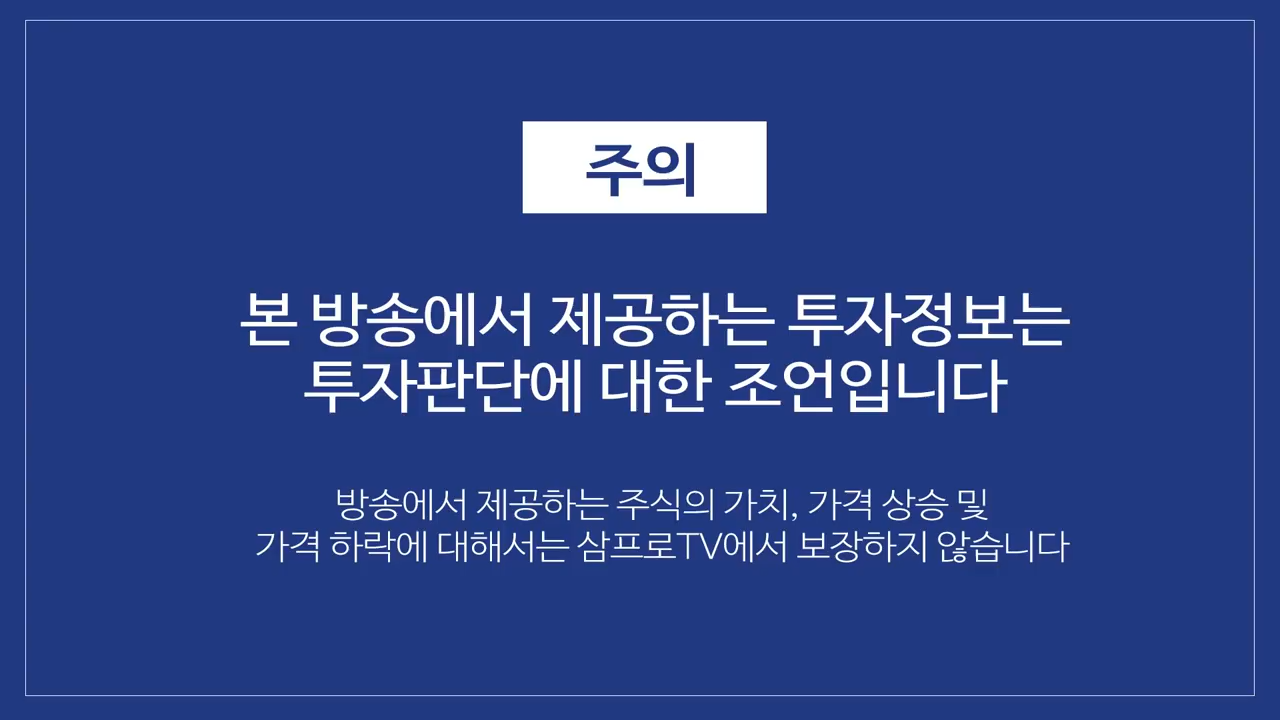 주의
본 방송에서 제공하는 투자정보는
투자판단에 대한 조언입니다
방송에서 제공하는 주식의 가치, 가격 상승 및
가격 하락에 대해서는 삼프로TV에서 보장하지 않습니다